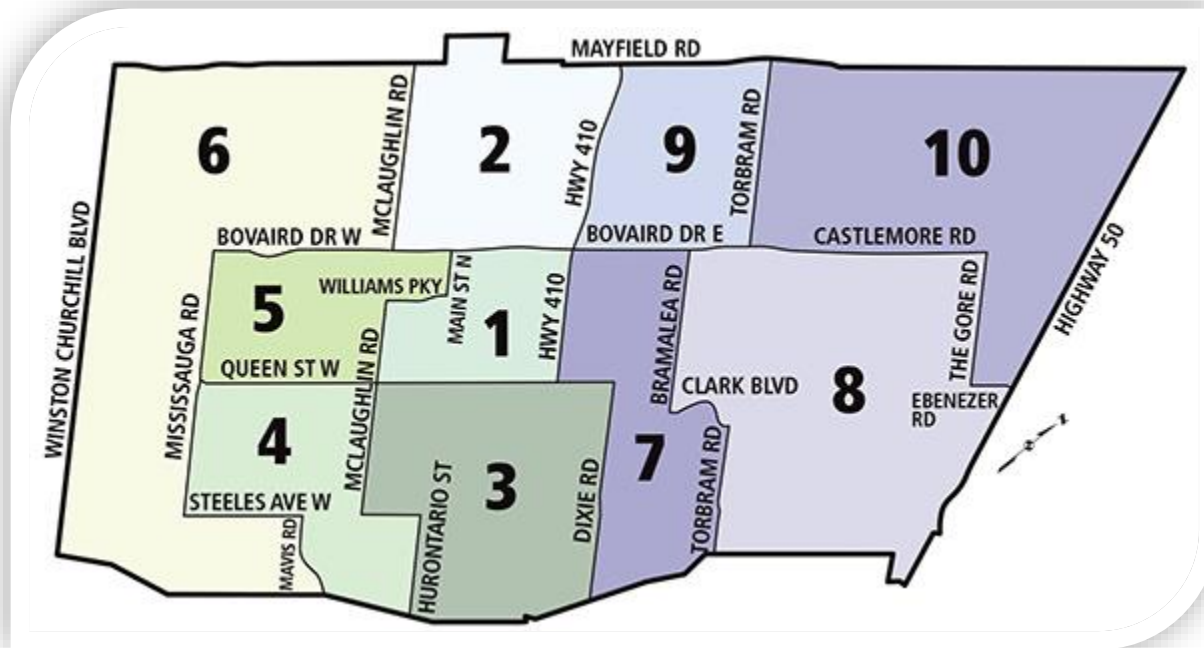 MAYFIELD RD
6
MCLAUGHLIN RD
2
HWY 410
9
TORBRAM RD
10
WINSTON CHURCHILL BLVD
BOVAIRD DR W
BOVAIRD DR E
CASTLEMORE RD
HIGHWAY 50
MISSISSAUGA RD
5
WILLIAMS PKY
MAIN ST N
1
HWY 410
BRAMALEA RD
THE GORE RD
QUEEN ST W
MCLAUGHLIN RD
CLARK BLVD
8
EBENEZER
RD
4
3
7
STEELES AVE W
MAVIS RD
HURONTARIO ST
DIXIE RD
TORBRAM RD